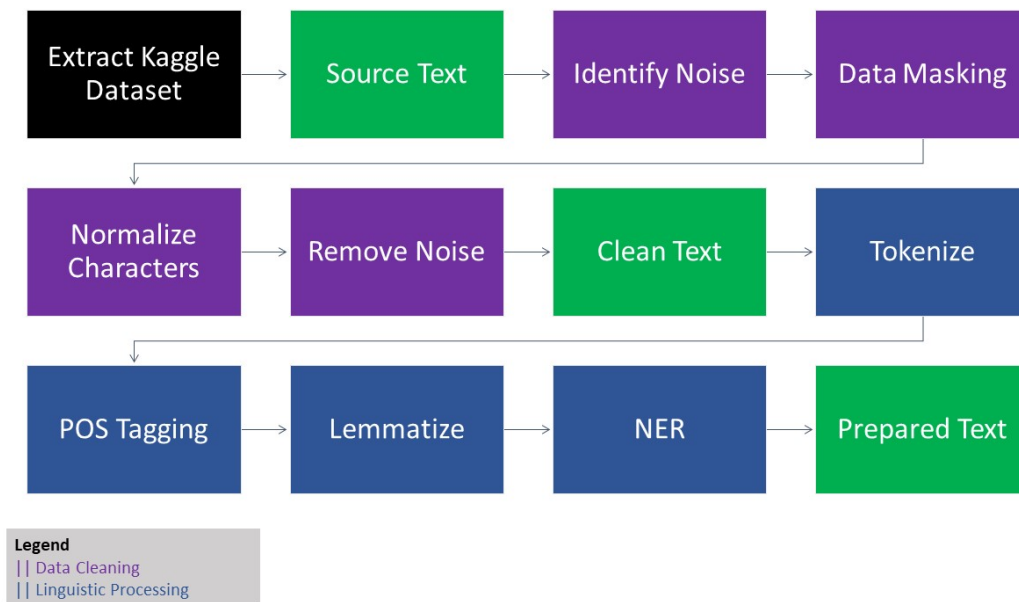 Extract Kaggle
Dataset
Source Text
Identify Noise
Data Masking
Normalize
Characters
Remove Noise
Clean Text
Tokenize
POS Tagging
Lemmatize
NER
Prepared Text
Legend
|| Data Cleaning
|| Linguistic Processing